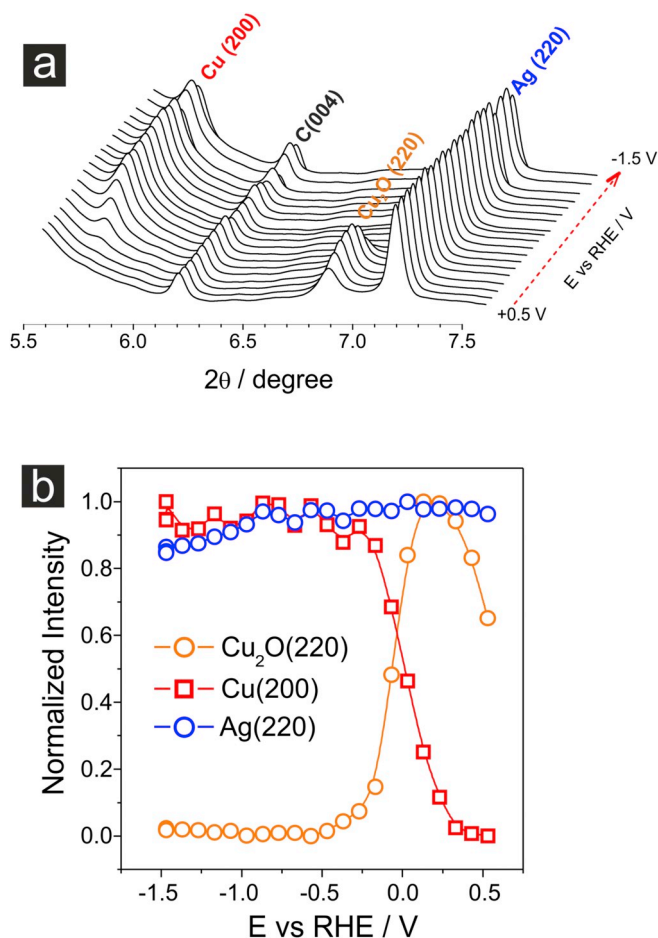 a
Cu (200)
C(004)
Cu₂O (220)
Ag (220)
-1.5 V
E vs RHE / V
+0.5 V
5.5 6.0 6.5 7.0 7.5
2θ / degree
b
1.0
0.8
0.6
0.4
0.2
0.0
Normalized Intensity
Cu₂O(220)
Cu(200)
Ag(220)
-1.5 -1.0 -0.5 0.0 0.5
E vs RHE / V